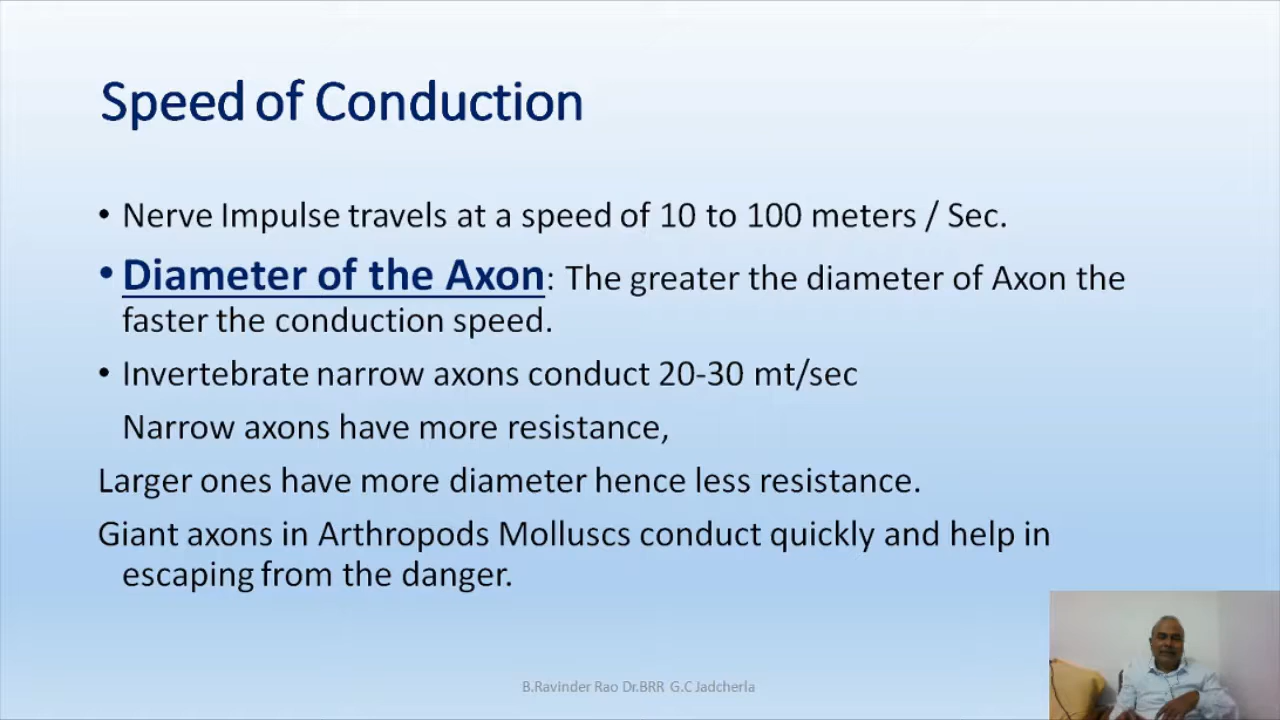 Speed of Conduction
• Nerve Impulse travels at a speed of 10 to 100 meters / Sec.
• Diameter of the Axon: The greater the diameter of Axon the
faster the conduction speed.
• Invertebrate narrow axons conduct 20-30 mt/sec
Narrow axons have more resistance,
Larger ones have more diameter hence less resistance.
Giant axons in Arthropods Molluscs conduct quickly and help in
escaping from the danger.
B.Ravinder Rao Dr.BRR G.C Jadcherla